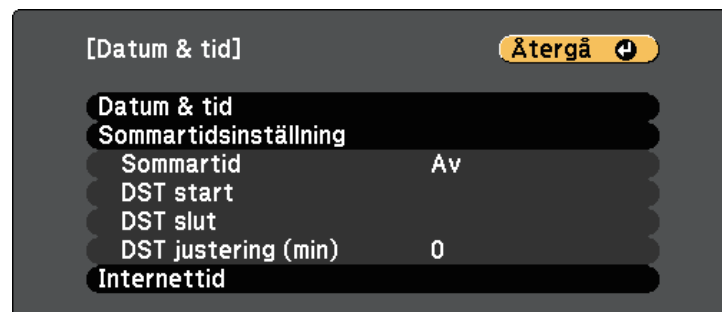 [Datum & tid] Återgå
Datum & tid
Sommartidsinställning
Sommartid Av
DST start
DST slut
DST justering (min) 0
Internettid